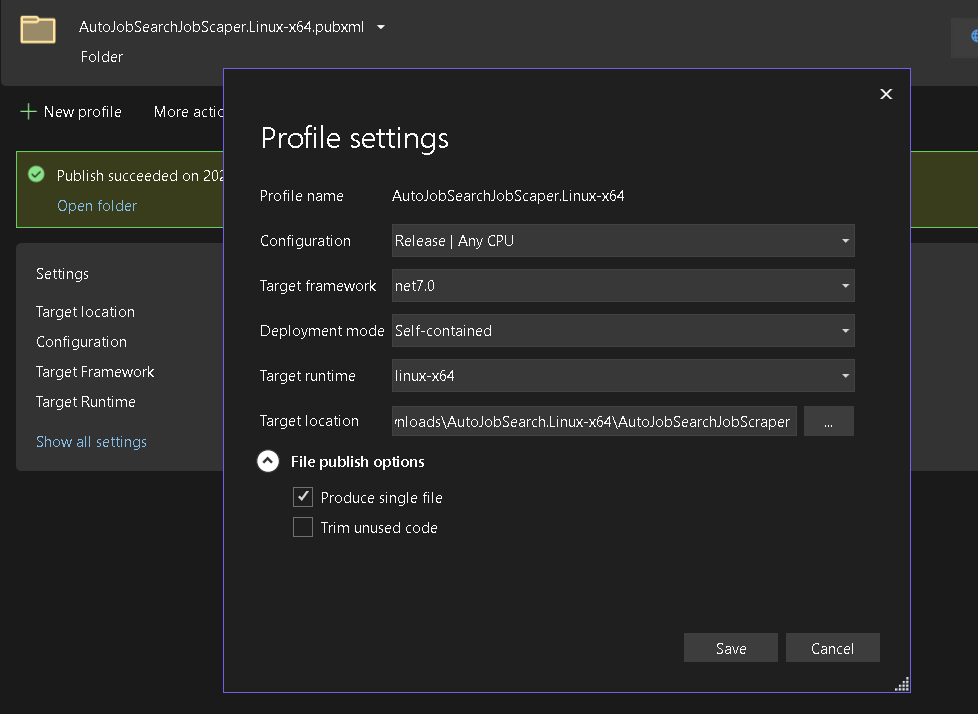 AutoJobSearchJobScaper.Linux-x64.pubxml
Folder
New profile
More actio
Publish succeeded on 202
Open folder
Settings
Target location
Configuration
Target Framework
Target Runtime
Show all settings
Profile settings
Profile name AutoJobSearchJobScaper.Linux-x64
Configuration Release | Any CPU
Target framework net7.0
Deployment mode Self-contained
Target runtime linux-x64
Target location nloads\AutoJobSearch.Linux-x64\AutoJobSearchJobScraper ...
File publish options
Produce single file
Trim unused code
Save Cancel